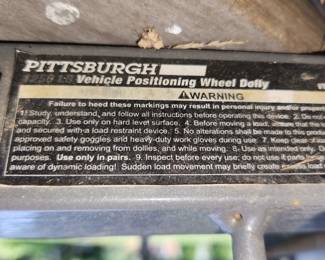 PITTSBURGH
Vehicle Positioning Wheel Dolly
⚠WARNING
Failure to heed these markings may result in personal injury and/or
1. Study, understand, and follow all instructions before operating this device. 2. Do not
capacity. 3. Use only on hard level surface. 4. Before moving a load, ensure that the
and secured with a load restraint device. 5. No alterations shall be made to this
approved safety goggles and heavy-duty work gloves during use. 7. Keep clear of
placing on and removing from dollies, and while moving. 8. Use as intended only.
purposes. Use only in pairs. 9. Inspect before every use; do not use if parts
aware of dynamic loading! Sudden load movement may briefly create excess load